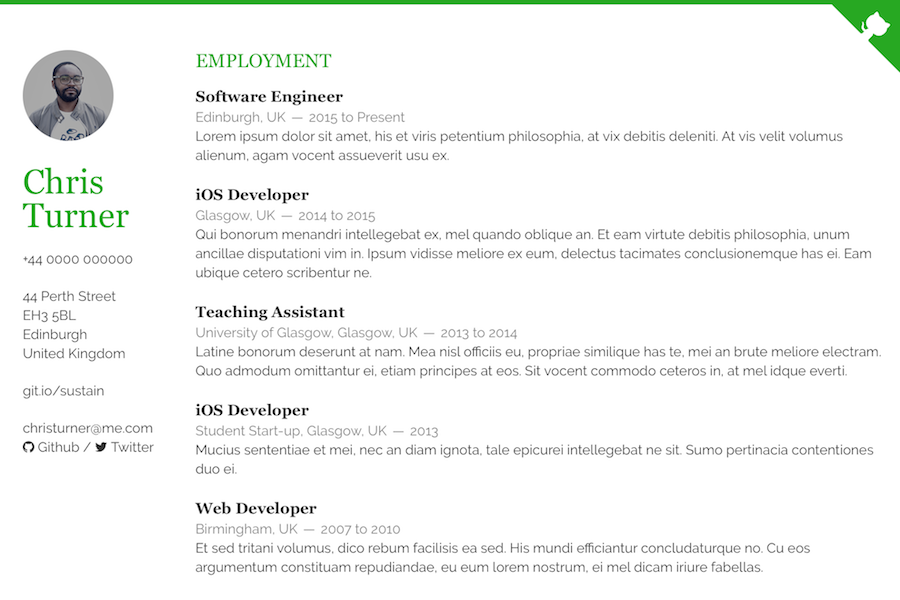 Chris
Turner
+44 0000 000000
44 Perth Street
EH3 5BL
Edinburgh
United Kingdom
git.io/sustain
christurner@me.com
Github / Twitter
EMPLOYMENT
Software Engineer
Edinburgh, UK — 2015 to Present
Lorem ipsum dolor sit amet, his et viris petentium philosophia, at vix debitis deleniti. At vis velit volumus
alienum, agam vocent assueverit usu ex.
iOS Developer
Glasgow, UK — 2014 to 2015
Qui bonorum menandri intellegebat ex, mel quando oblique an. Et eam virtute debitis philosophia, unum
ancillae disputationi vim in. Ipsum vidisse meliore ex eum, delectus tacimates conclusionemque has ei. Eam
ubique cetero scribentur ne.
Teaching Assistant
University of Glasgow, Glasgow, UK — 2013 to 2014
Latine bonorum deserunt at nam. Mea nisl officiis eu, propriae similique has te, mei an brute meliore electram.
Quo admodum omittantur ei, etiam principes at eos. Sit vocent commodo ceteros in, at mel idque everti.
iOS Developer
Student Start-up, Glasgow, UK — 2013
Mucius sententiae et mei, nec an diam ignota, tale epicurei intellegebat ne sit. Sumo pertinacia contentiones
duo ei.
Web Developer
Birmingham, UK — 2007 to 2010
Et sed tritani volumus, dico rebum facilisis ea sed. His mundi efficiantur concludaturque no. Cu eos
argumentum constituam repudiandae, eu eum lorem nostrum, ei mel dicam iriure fabellas.